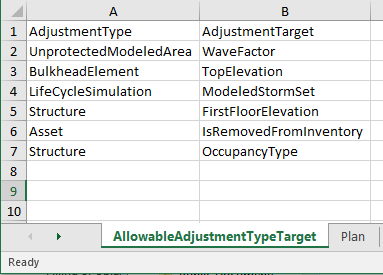 A B
1 AdjustmentType AdjustmentTarget
2 UnprotectedModeledArea WaveFactor
3 BulkheadElement TopElevation
4 LifeCycleSimulation ModeledStormSet
5 Structure FirstFloorElevation
6 Asset IsRemovedFromInventory
7 Structure OccupancyType
8
9
10
AllowableAdjustmentTypeTarget Plan
Ready